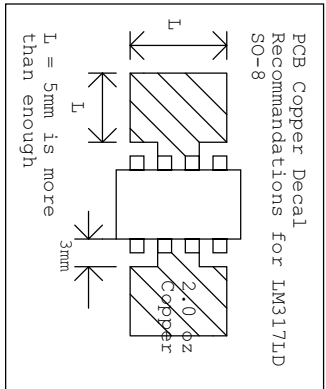 PCB Copper Decal
Recommandations for LM317LD
SO-8
L
L
2.0 oz
Copper
3mm
L = 5mm is more
than enough